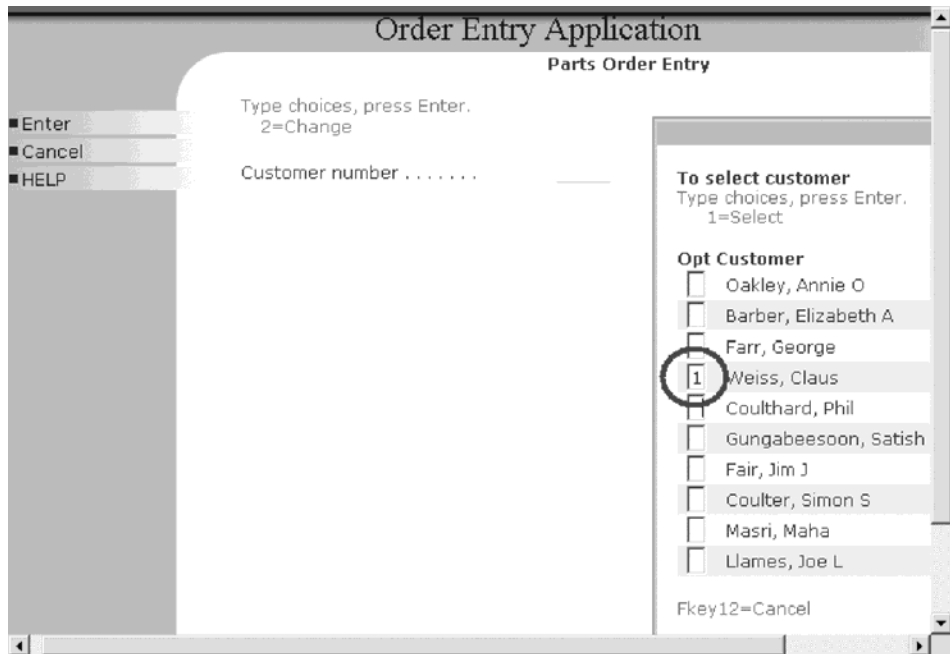 Order Entry Application
Parts Order Entry
Type choices, press Enter.
2=Change
Enter
Cancel
HELP
Customer number . . . . . . .
To select customer
Type choices, press Enter.
1=Select
Opt Customer
Oakley, Annie O
Barber, Elizabeth A
Farr, George
1 Weiss, Claus
Coulthard, Phil
Gungabeesoon, Satish
Fair, Jim J
Coulter, Simon S
Masri, Maha
Llames, Joe L
Fkey12=Cancel